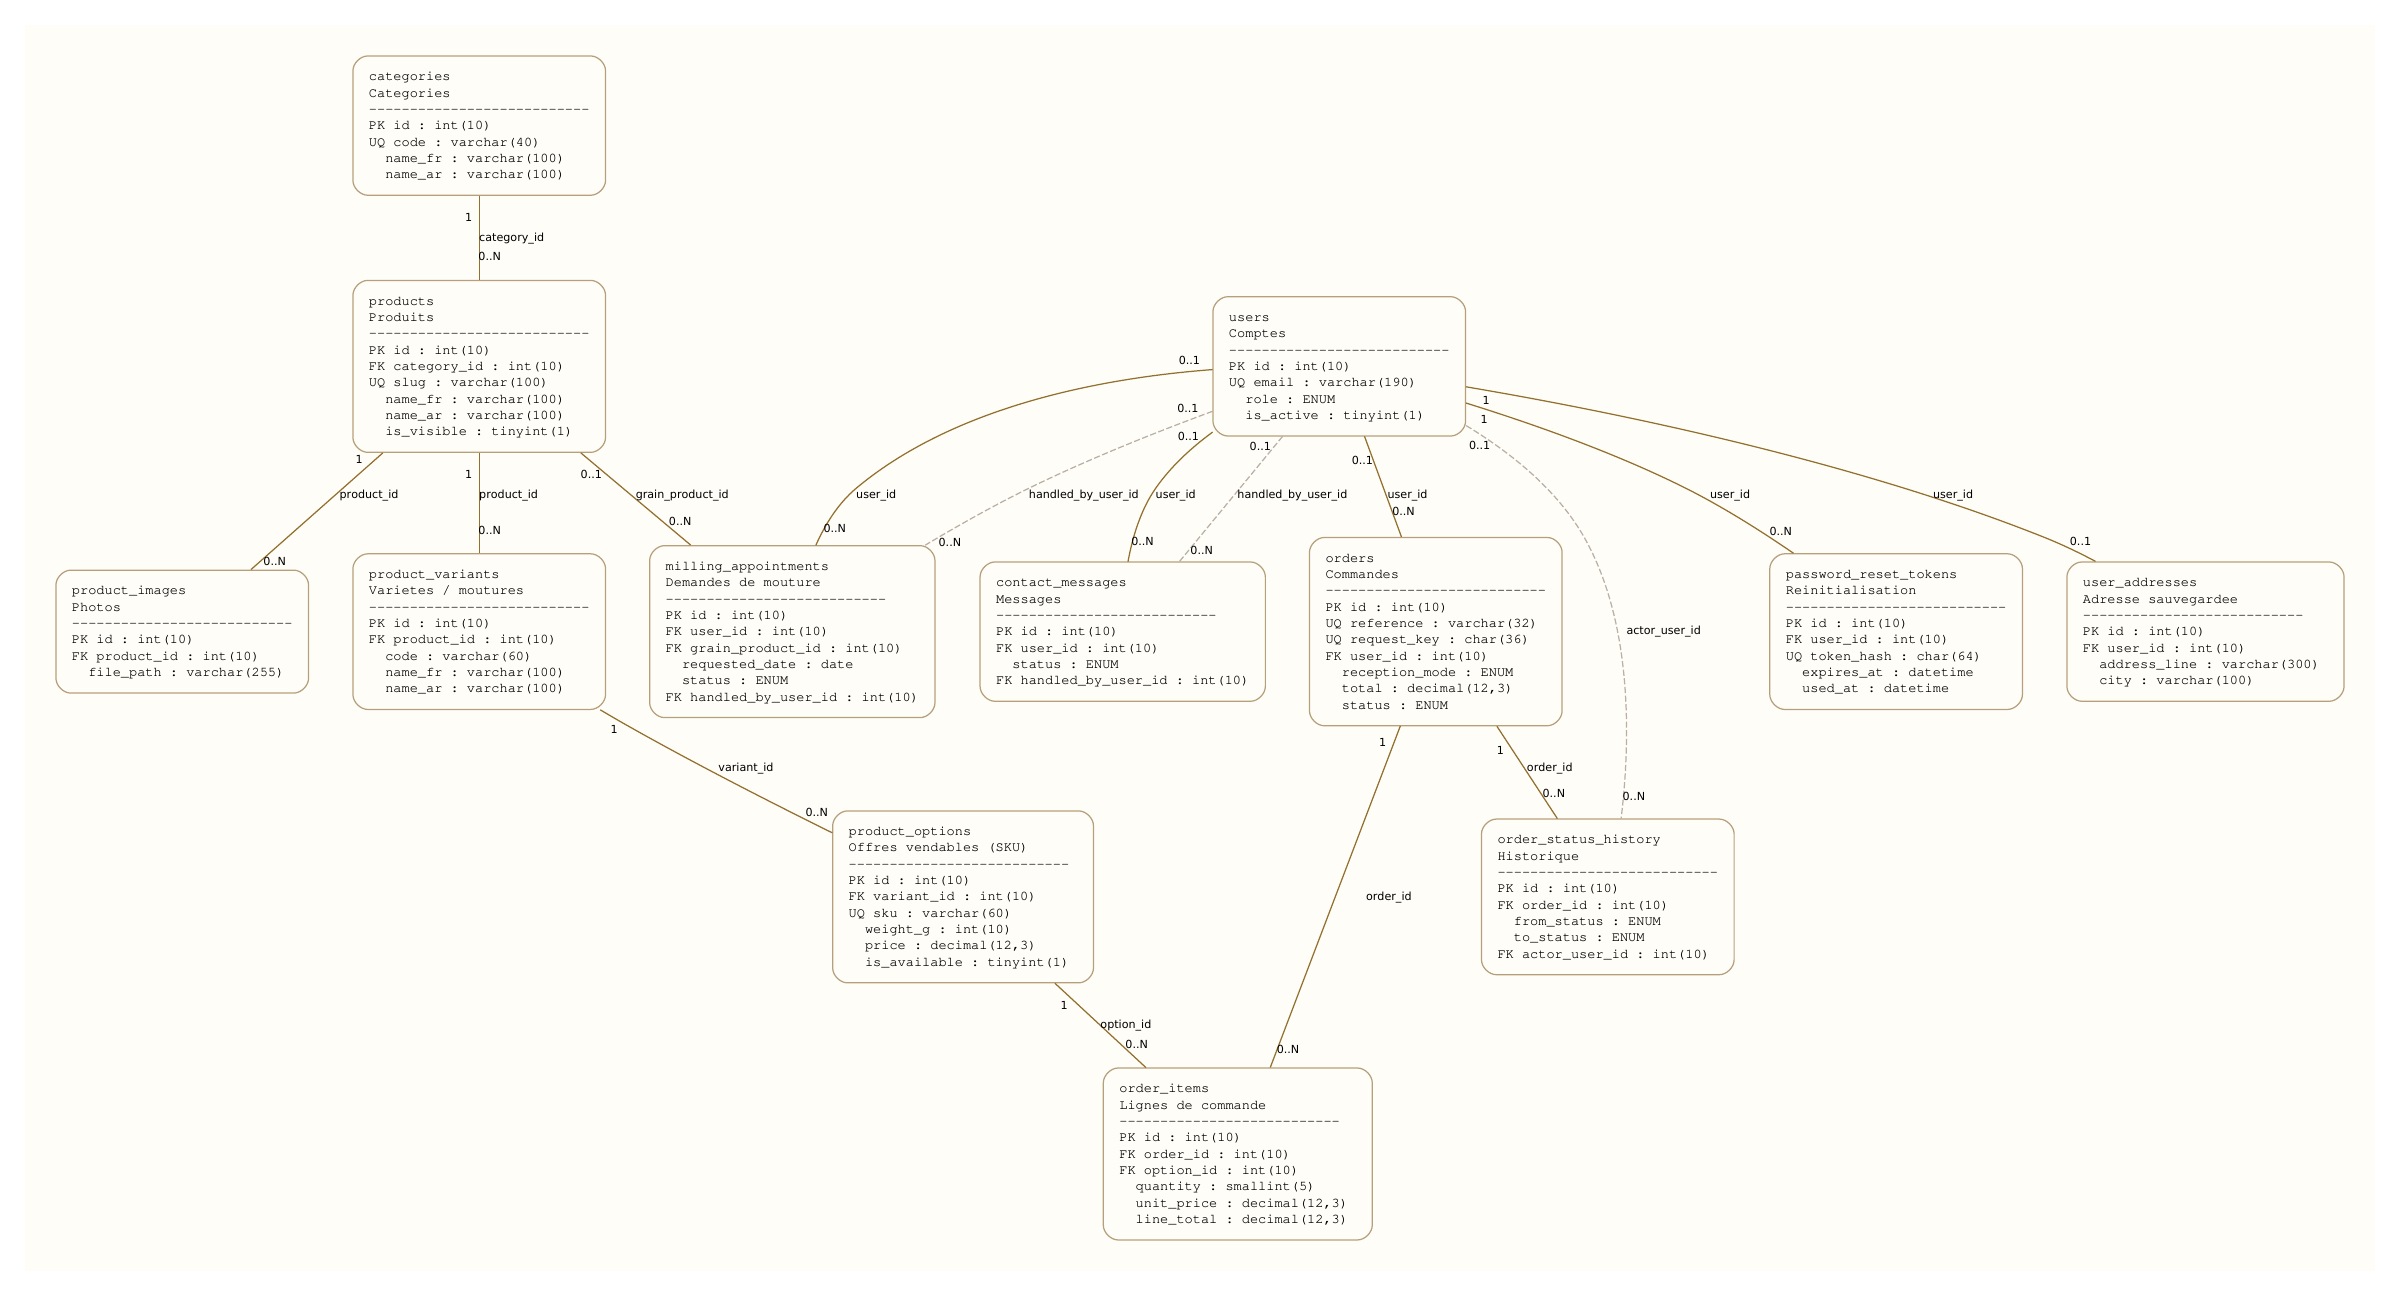 categories
Categories
---------------------------
PK id : int(10)
UQ code : varchar(40)
name_fr : varchar(100)
name_ar : varchar(100)
1
category_id
0..N
products
Produits
---------------------------
PK id : int(10)
FK category_id : int(10)
UQ slug : varchar(100)
name_fr : varchar(100)
name_ar : varchar(100)
is_visible : tinyint(1)
users
Comptes
---------------------------
PK id : int(10)
UQ email : varchar(190)
role : ENUM
is_active : tinyint(1)
0..1
0..1
0..1
0..1
0..1
1
1
0..1
1
1
0..1
product_id
product_id
grain_product_id
user_id
handled_by_user_id
user_id
handled_by_user_id
user_id
user_id
user_id
0..N
0..N
0..N
0..N
0..N
0..N
0..N
0..N
0..N
0..1
product_images
Photos
---------------------------
PK id : int(10)
FK product_id : int(10)
file_path : varchar(255)
product_variants
Varietes / moutures
---------------------------
PK id : int(10)
FK product_id : int(10)
code : varchar(60)
name_fr : varchar(100)
name_ar : varchar(100)
milling_appointments
Demandes de mouture
---------------------------
PK id : int(10)
FK user_id : int(10)
FK grain_product_id : int(10)
requested_date : date
status : ENUM
FK handled_by_user_id : int(10)
contact_messages
Messages
---------------------------
PK id : int(10)
FK user_id : int(10)
status : ENUM
FK handled_by_user_id : int(10)
orders
Commandes
---------------------------
PK id : int(10)
UQ reference : varchar(32)
UQ request_key : char(36)
FK user_id : int(10)
reception_mode : ENUM
total : decimal(12,3)
status : ENUM
actor_user_id
password_reset_tokens
Reinitialisation
---------------------------
PK id : int(10)
FK user_id : int(10)
UQ token_hash : char(64)
expires_at : datetime
used_at : datetime
user_addresses
Adresse sauvegardee
---------------------------
PK id : int(10)
FK user_id : int(10)
address_line : varchar(300)
city : varchar(100)
1
variant_id
0..N
1
1
order_id
0..N
0..N
product_options
Offres vendables (SKU)
---------------------------
PK id : int(10)
FK variant_id : int(10)
UQ sku : varchar(60)
weight_g : int(10)
price : decimal(12,3)
is_available : tinyint(1)
order_id
order_status_history
Historique
---------------------------
PK id : int(10)
FK order_id : int(10)
from_status : ENUM
to_status : ENUM
FK actor_user_id : int(10)
1
option_id
0..N
0..N
order_items
Lignes de commande
---------------------------
PK id : int(10)
FK order_id : int(10)
FK option_id : int(10)
quantity : smallint(5)
unit_price : decimal(12,3)
line_total : decimal(12,3)